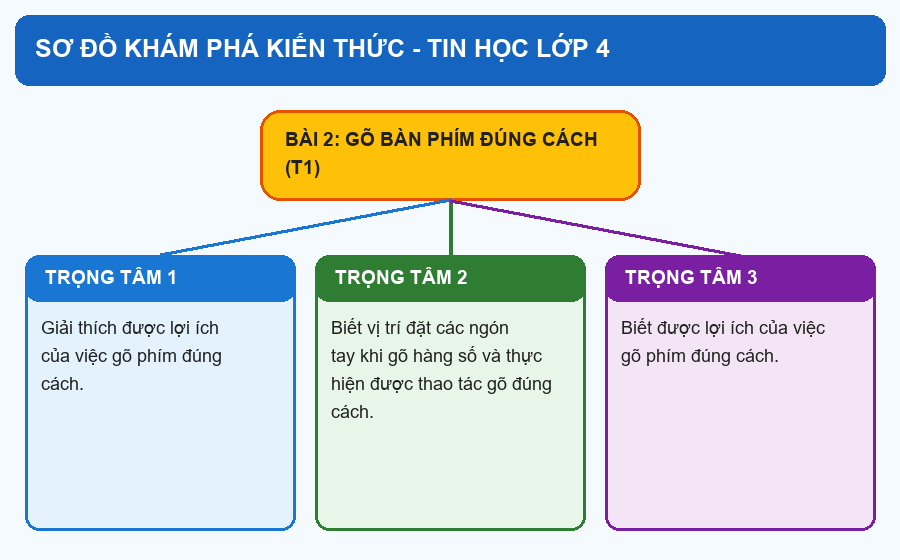 SƠ ĐỒ KHÁM PHÁ KIẾN THỨC - TIN HỌC LỚP 4
BÀI 2: GÕ BÀN PHÍM ĐÚNG CÁCH
(T1)
TRỌNG TÂM 1
Giải thích được lợi ích
của việc gõ phím đúng
cách.
TRỌNG TÂM 2
Biết vị trí đặt các ngón
tay khi gõ hàng số và thực
hiện được thao tác gõ đúng
cách.
TRỌNG TÂM 3
Biết được lợi ích của việc
gõ phím đúng cách.